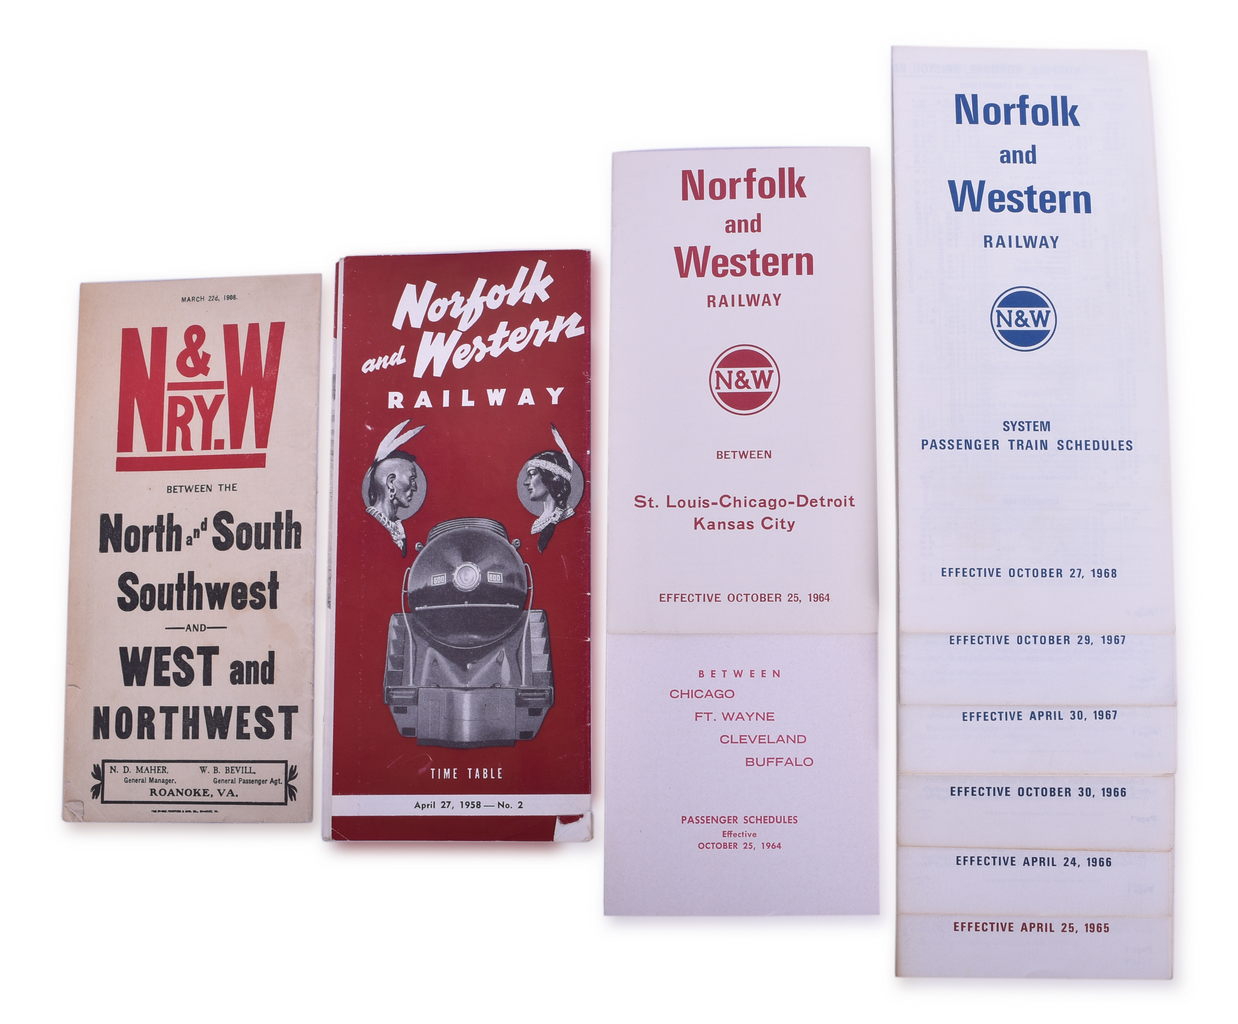 MARCH 22d, 1908.
N & W
RY.
BETWEEN THE
North and South
Southwest
AND
WEST and
NORTHWEST
N. D. MAHER, W. B. BEVILL,
General Manager. General Passenger Agt.
ROANOKE, VA.
Norfolk
and Western
RAILWAY
600 600
TIME TABLE
April 27, 1958 — No. 2
Norfolk
and
Western
RAILWAY
N&W
BETWEEN
St. Louis-Chicago-Detroit
Kansas City
EFFECTIVE OCTOBER 25, 1964
BETWEEN
CHICAGO
FT. WAYNE
CLEVELAND
BUFFALO
PASSENGER SCHEDULES
Effective
OCTOBER 25, 1964
Norfolk
and
Western
RAILWAY
N&W
SYSTEM
PASSENGER TRAIN SCHEDULES
EFFECTIVE OCTOBER 27, 1968
EFFECTIVE OCTOBER 29, 1967
EFFECTIVE APRIL 30, 1967
EFFECTIVE OCTOBER 30, 1966
EFFECTIVE APRIL 24, 1966
EFFECTIVE APRIL 25, 1965